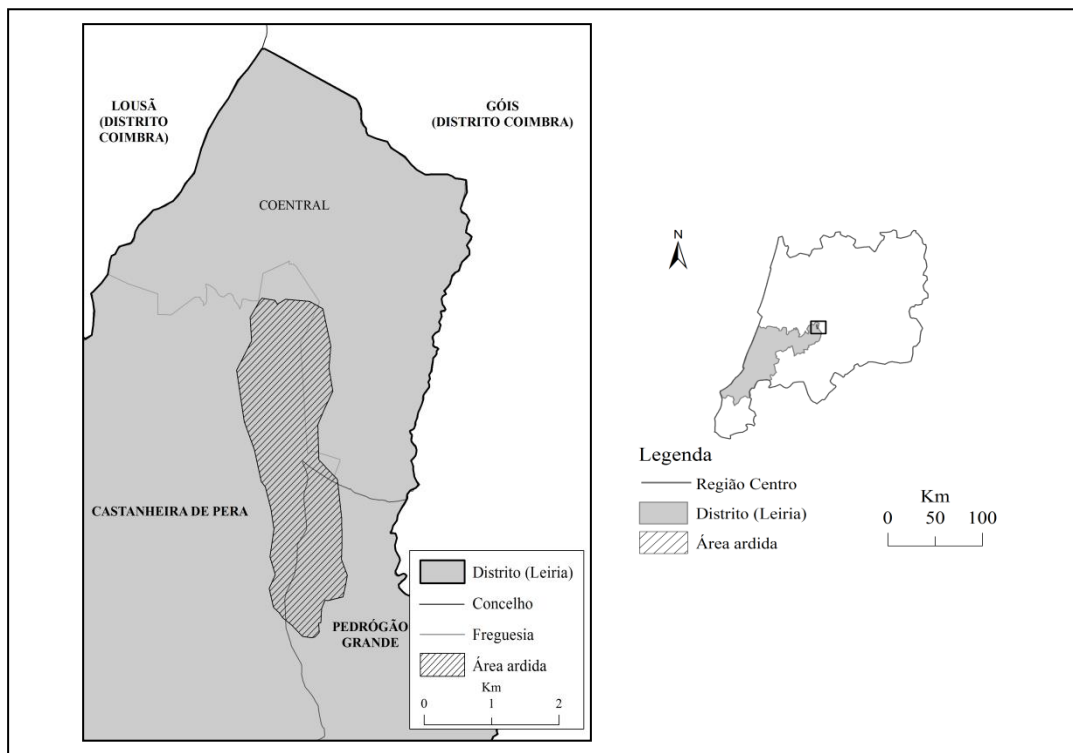 LOUSÃ
(DISTRITO
COIMBRA)
GÓIS
(DISTRITO COIMBRA)
COENTRAL
CASTANHEIRA DE PERA
PEDRÓGÃO
GRANDE
Distrito (Leiria)
Concelho
Freguesia
Área ardida
Km
0 1 2
N
Legenda
Região Centro
Distrito (Leiria)
Área ardida
Km
0 50 100